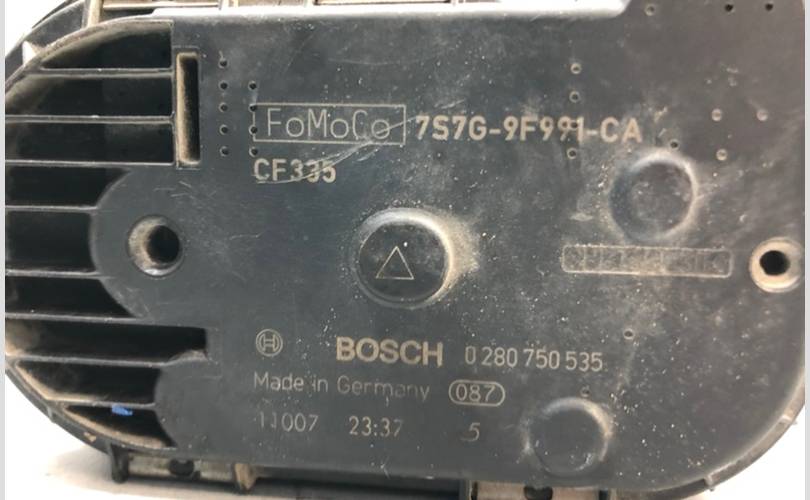 FoMoCo 7S7G-9F991-CA
CF335
BOSCH 0 280 750 535
Made in Germany 087
11007 23:37 5